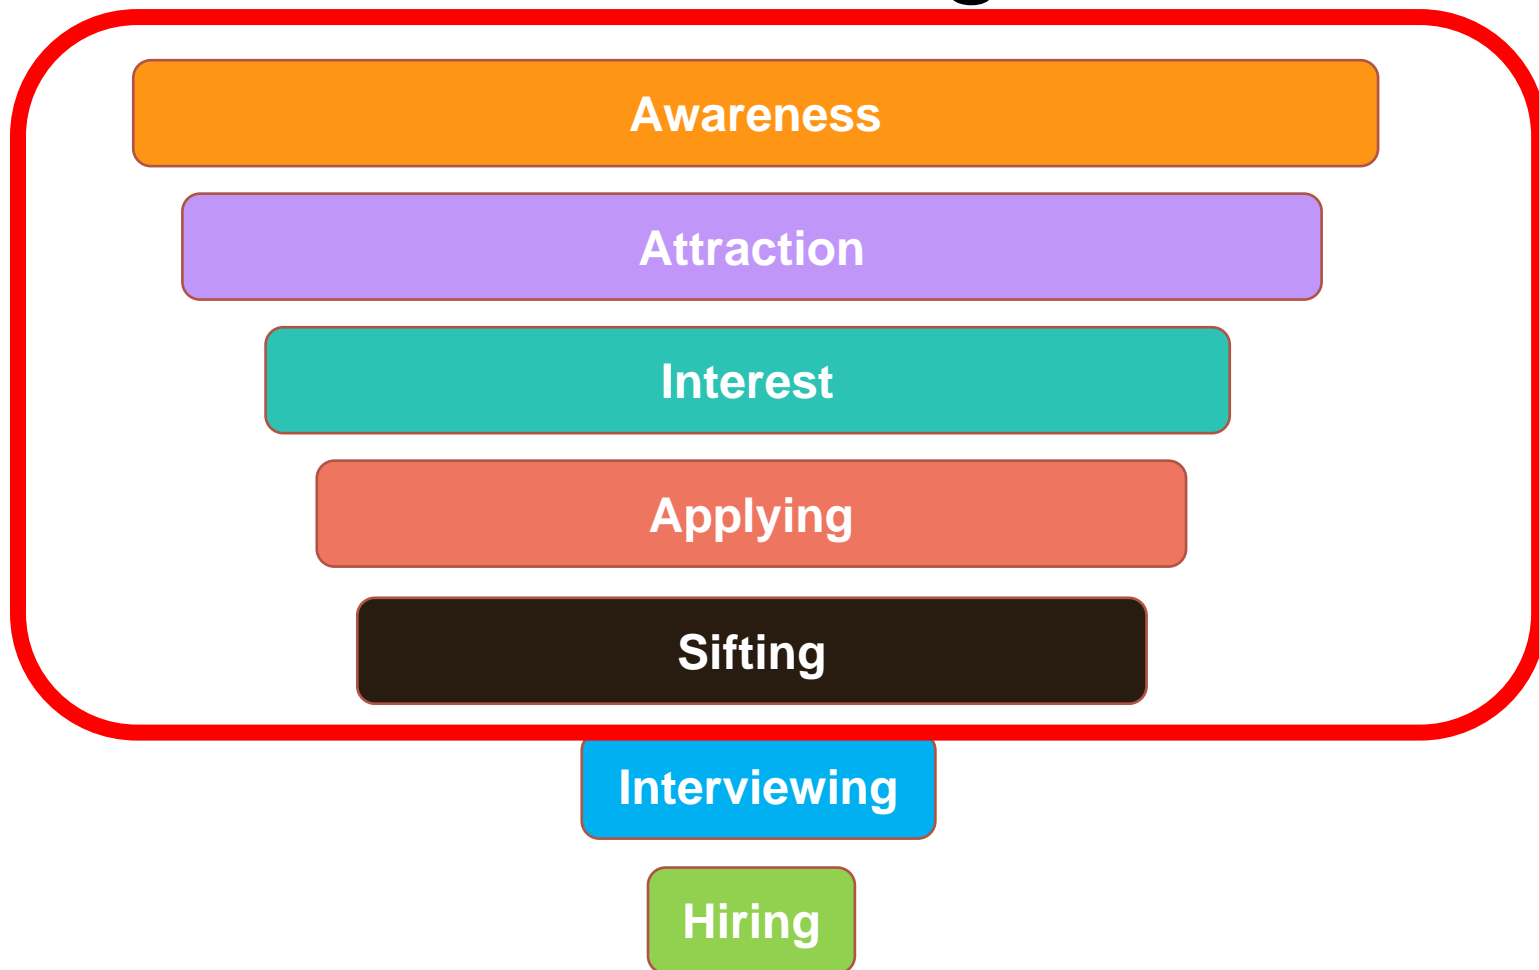 Awareness
Attraction
Interest
Applying
Sifting
Interviewing
Hiring